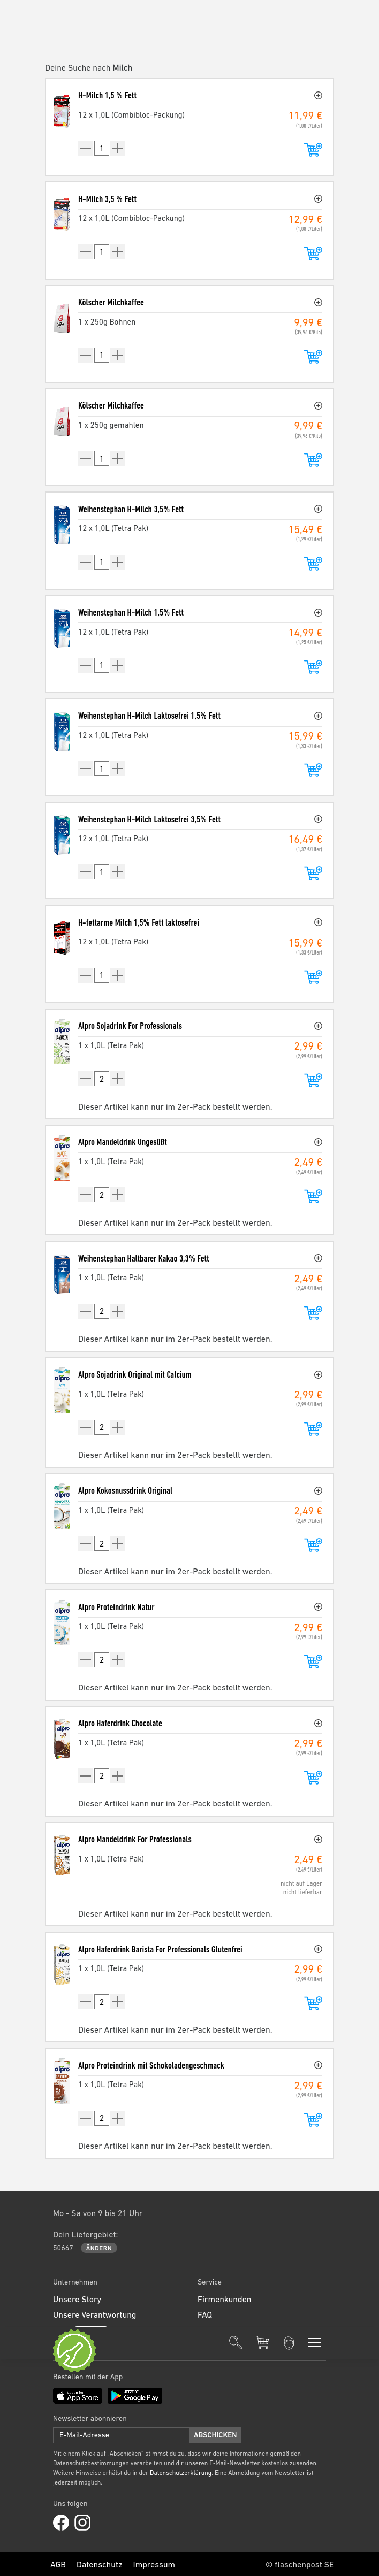 Deine Suche nach Milch
H-Milch 1,5 % Fett
12 x 1,0L (Combibloc-Packung)
11,99 €
(1,00 €/Liter)
1
H-Milch 3,5 % Fett
12 x 1,0L (Combibloc-Packung)
12,99 €
(1,08 €/Liter)
1
Kölscher Milchkaffee
1 x 250g Bohnen
9,99 €
(39,96 €/Kilo)
1
Kölscher Milchkaffee
1 x 250g gemahlen
9,99 €
(39,96 €/Kilo)
1
Weihenstephan H-Milch 3,5% Fett
12 x 1,0L (Tetra Pak)
15,49 €
(1,29 €/Liter)
1
Weihenstephan H-Milch 1,5% Fett
12 x 1,0L (Tetra Pak)
14,99 €
(1,25 €/Liter)
1
Weihenstephan H-Milch Laktosefrei 1,5% Fett
12 x 1,0L (Tetra Pak)
15,99 €
(1,33 €/Liter)
1
Weihenstephan H-Milch Laktosefrei 3,5% Fett
12 x 1,0L (Tetra Pak)
16,49 €
(1,37 €/Liter)
1
H-fettarme Milch 1,5% Fett laktosefrei
12 x 1,0L (Tetra Pak)
15,99 €
(1,33 €/Liter)
1
Alpro Sojadrink For Professionals
1 x 1,0L (Tetra Pak)
2,99 €
(2,99 €/Liter)
2
Dieser Artikel kann nur im 2er-Pack bestellt werden.
Alpro Mandeldrink Ungesüßt
1 x 1,0L (Tetra Pak)
2,49 €
(2,49 €/Liter)
2
Dieser Artikel kann nur im 2er-Pack bestellt werden.
Weihenstephan Haltbarer Kakao 3,3% Fett
1 x 1,0L (Tetra Pak)
2,49 €
(2,49 €/Liter)
2
Dieser Artikel kann nur im 2er-Pack bestellt werden.
Alpro Sojadrink Original mit Calcium
1 x 1,0L (Tetra Pak)
2,99 €
(2,99 €/Liter)
2
Dieser Artikel kann nur im 2er-Pack bestellt werden.
Alpro Kokosnussdrink Original
1 x 1,0L (Tetra Pak)
2,49 €
(2,49 €/Liter)
2
Dieser Artikel kann nur im 2er-Pack bestellt werden.
Alpro Proteindrink Natur
1 x 1,0L (Tetra Pak)
2,99 €
(2,99 €/Liter)
2
Dieser Artikel kann nur im 2er-Pack bestellt werden.
Alpro Haferdrink Chocolate
1 x 1,0L (Tetra Pak)
2,99 €
(2,99 €/Liter)
2
Dieser Artikel kann nur im 2er-Pack bestellt werden.
Alpro Mandeldrink For Professionals
1 x 1,0L (Tetra Pak)
2,49 €
(2,49 €/Liter)
nicht auf Lager
nicht lieferbar
Dieser Artikel kann nur im 2er-Pack bestellt werden.
Alpro Haferdrink Barista For Professionals Glutenfrei
1 x 1,0L (Tetra Pak)
2,99 €
(2,99 €/Liter)
2
Dieser Artikel kann nur im 2er-Pack bestellt werden.
Alpro Proteindrink mit Schokoladengeschmack
1 x 1,0L (Tetra Pak)
2,99 €
(2,99 €/Liter)
2
Dieser Artikel kann nur im 2er-Pack bestellt werden.
Mo - Sa von 9 bis 21 Uhr
Dein Liefergebiet:
50667 ÄNDERN
Unternehmen
Service
Unsere Story
Firmenkunden
Unsere Verantwortung
FAQ
Bestellen mit der App
Laden im
App Store
JETZT BEI
Google Play
Newsletter abonnieren
E-Mail-Adresse
ABSCHICKEN
Mit einem Klick auf „Abschicken" stimmst du zu, dass wir deine Informationen gemäß den
Datenschutzbestimmungen verarbeiten und dir unseren E-Mail-Newsletter kostenlos zusenden.
Weitere Hinweise erhälst du in der Datenschutzerklärung. Eine Abmeldung vom Newsletter ist
jederzeit möglich.
Uns folgen
AGB Datenschutz Impressum
© flaschenpost SE